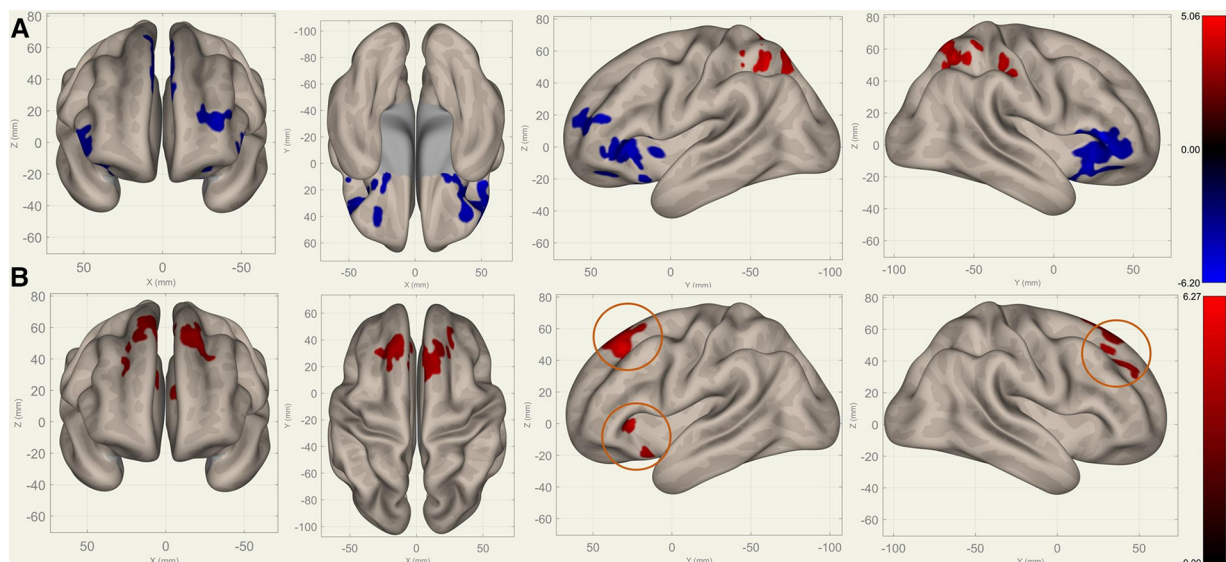 A
80 60 40 20 0 -20 -40 -60
Z (mm)
50 0 -50
X (mm)
-100 -80 -60 -40 -20 0 20 40 60
Y (mm)
-50 0 50
X (mm)
80 60 40 20 0 -20 -40 -60
Z (mm)
50 0 -50 -100
Y (mm)
80 60 40 20 0 -20 -40 -60
Z (mm)
-100 -50 0 50
Y (mm)
5.06
0.00
-6.20
B
80 60 40 20 0 -20 -40 -60
Z (mm)
50 0 -50
X (mm)
60 40 20 0 -20 -40 -60 -80 -100
Y (mm)
-50 0 50
X (mm)
80 60 40 20 0 -20 -40 -60
Z (mm)
50 0 -50 -100
Y (mm)
80 60 40 20 0 -20 -40 -60
Z (mm)
-100 -50 0 50
Y (mm)
6.27
0.00